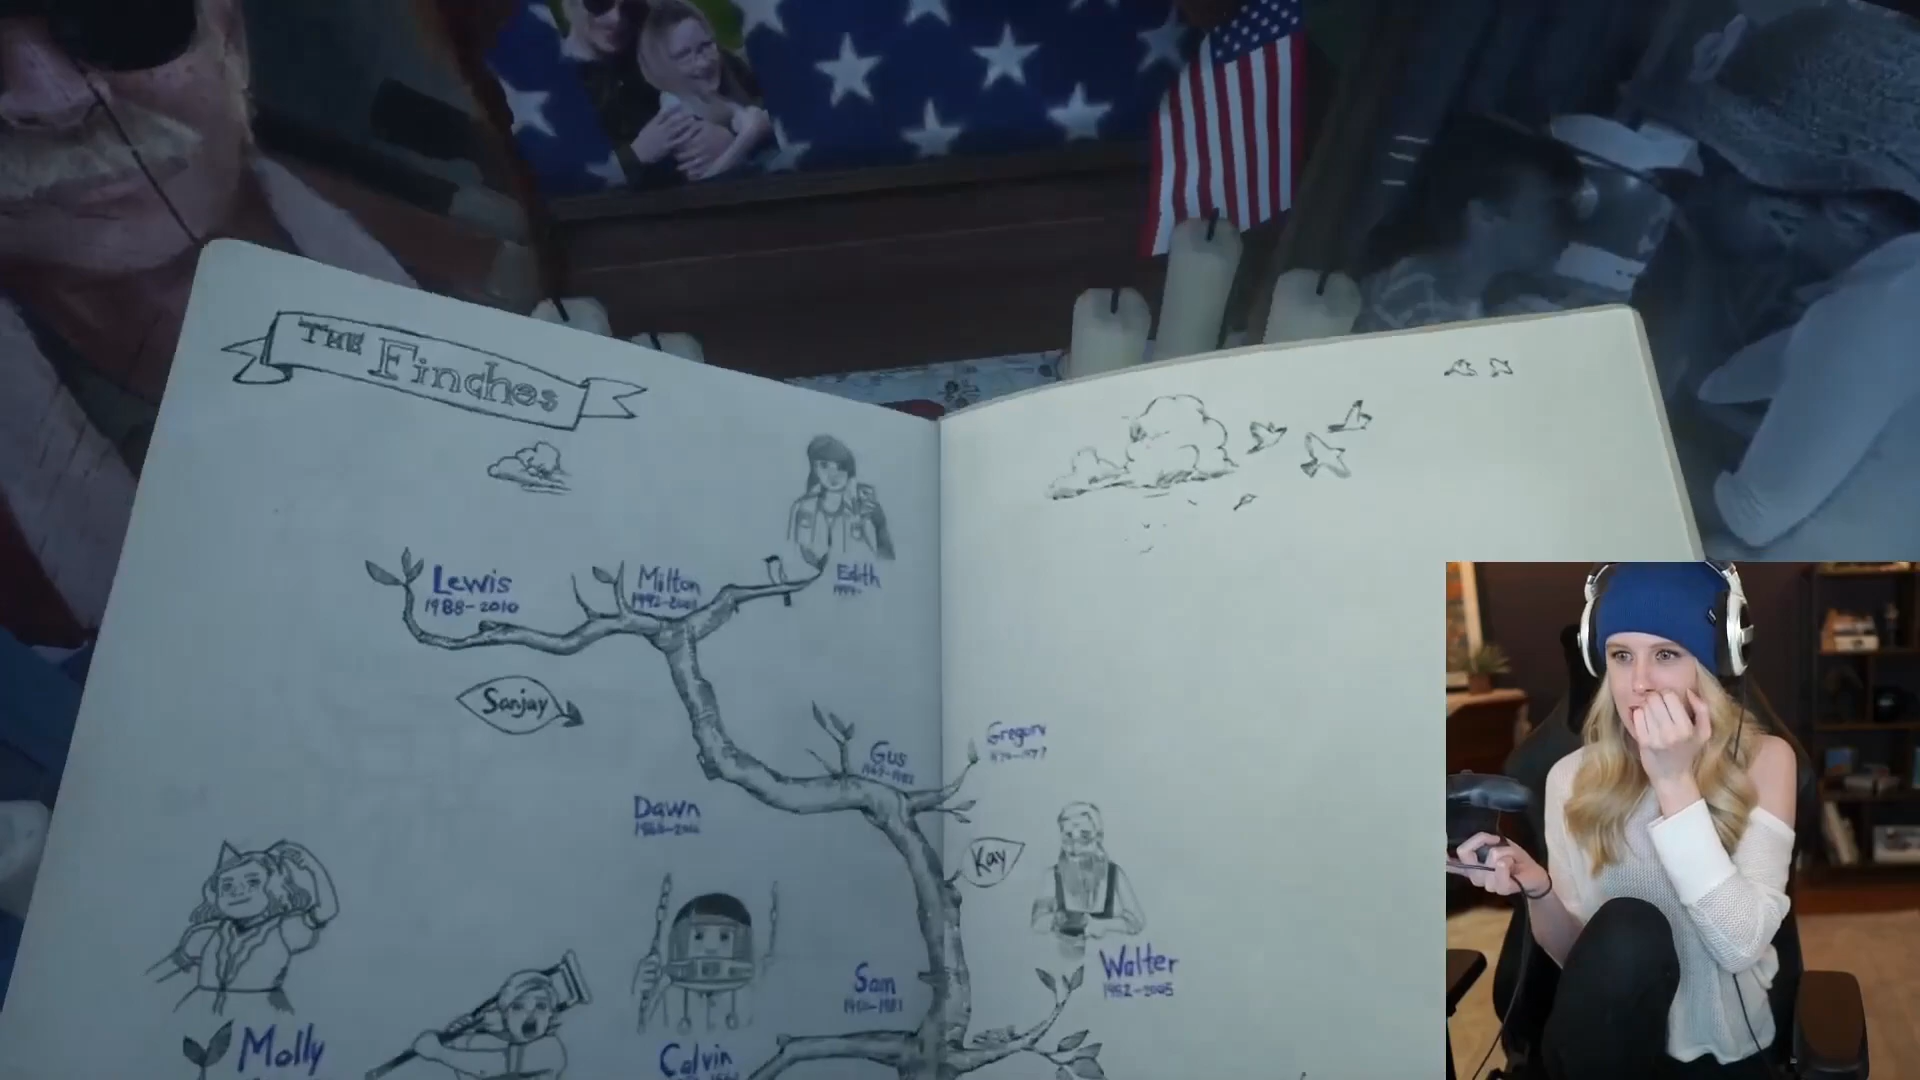 THE
Finches
Edith
Lewis
1988-2010
Milton
Sanjay
Gus
Gregory
Dawn
Kay
Sam
Walter
1952-2005
Molly
Calvin